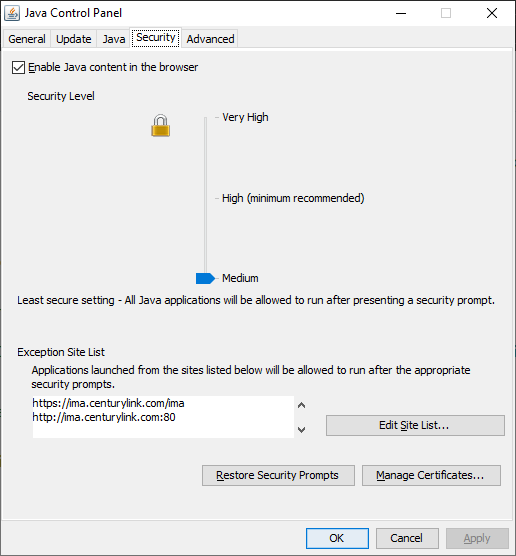 Java Control Panel
General Update Java Security Advanced
Enable Java content in the browser
Security Level
Very High
High (minimum recommended)
Medium
Least secure setting - All Java applications will be allowed to run after presenting a security prompt.
Exception Site List
Applications launched from the sites listed below will be allowed to run after the appropriate
security prompts.
https://ima.centurylink.com/ima
http://ima.centurylink.com:80
Edit Site List...
Restore Security Prompts Manage Certificates...
OK Cancel Apply